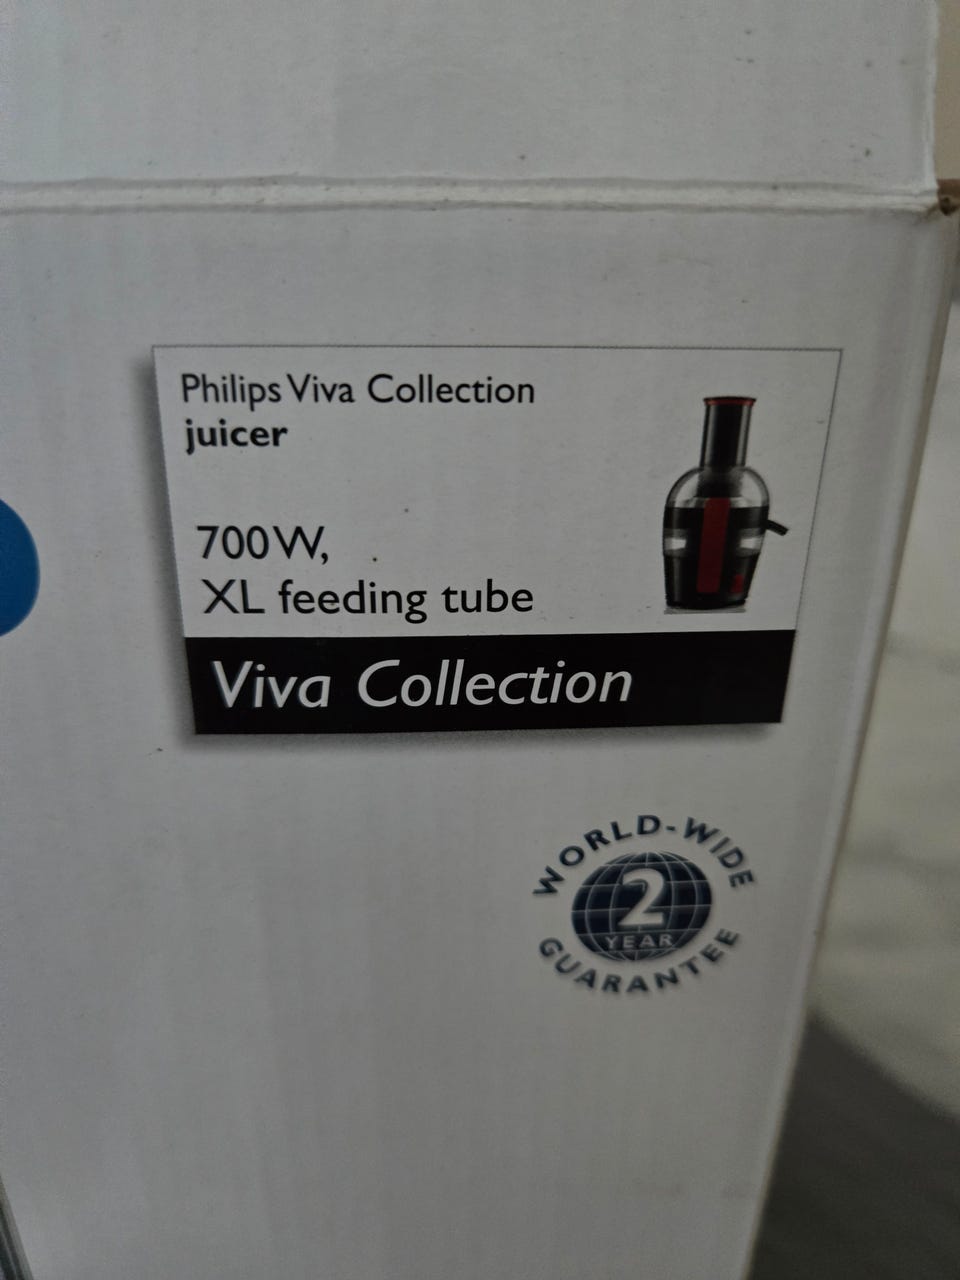 Philips Viva Collection
juicer
700W,
XL feeding tube
Viva Collection
WORLD-WIDE
2
YEAR
GUARANTEE